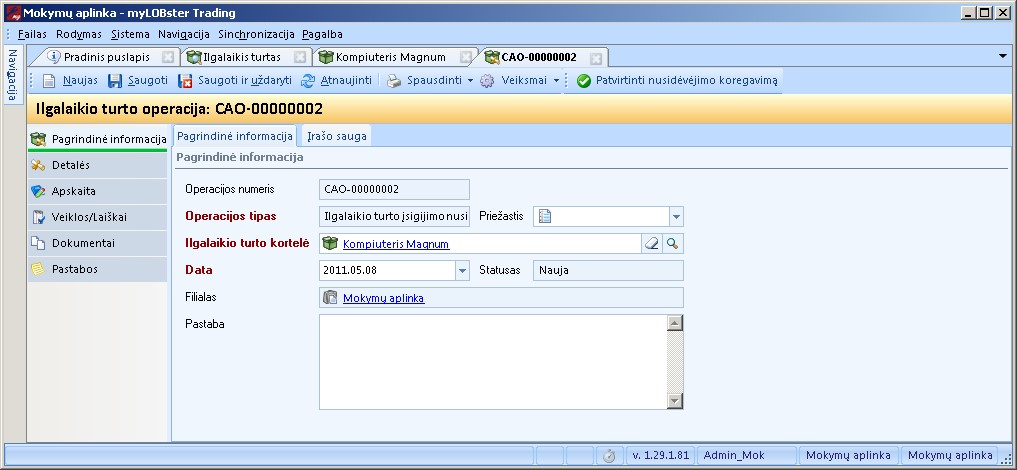 Mokymų aplinka - myLOBster Trading
Failas Rodymas Sistema Navigacija Sinchronizacija Pagalba
Navigacija
Pradinis puslapis Ilgalaikis turtas Kompiuteris Magnum CAO-00000002
Naujas Saugoti Saugoti ir uždaryti Atnaujinti Spausdinti Veiksmai Patvirtinti nusidėvėjimo koregavimą
Ilgalaikio turto operacija: CAO-00000002
Pagrindinė informacija
Detalės
Apskaita
Veiklos/Laiškai
Dokumentai
Pastabos
Pagrindinė informacija Įrašo sauga
Pagrindinė informacija
Operacijos numeris CAO-00000002
Operacijos tipas Ilgalaikio turto įsigijimo nusi Priežastis
Ilgalaikio turto kortelė Kompiuteris Magnum
Data 2011.05.08 Statusas Nauja
Filialas Mokymų aplinka
Pastaba
v. 1.29.1.81 Admin_Mok Mokymų aplinka Mokymų aplinka